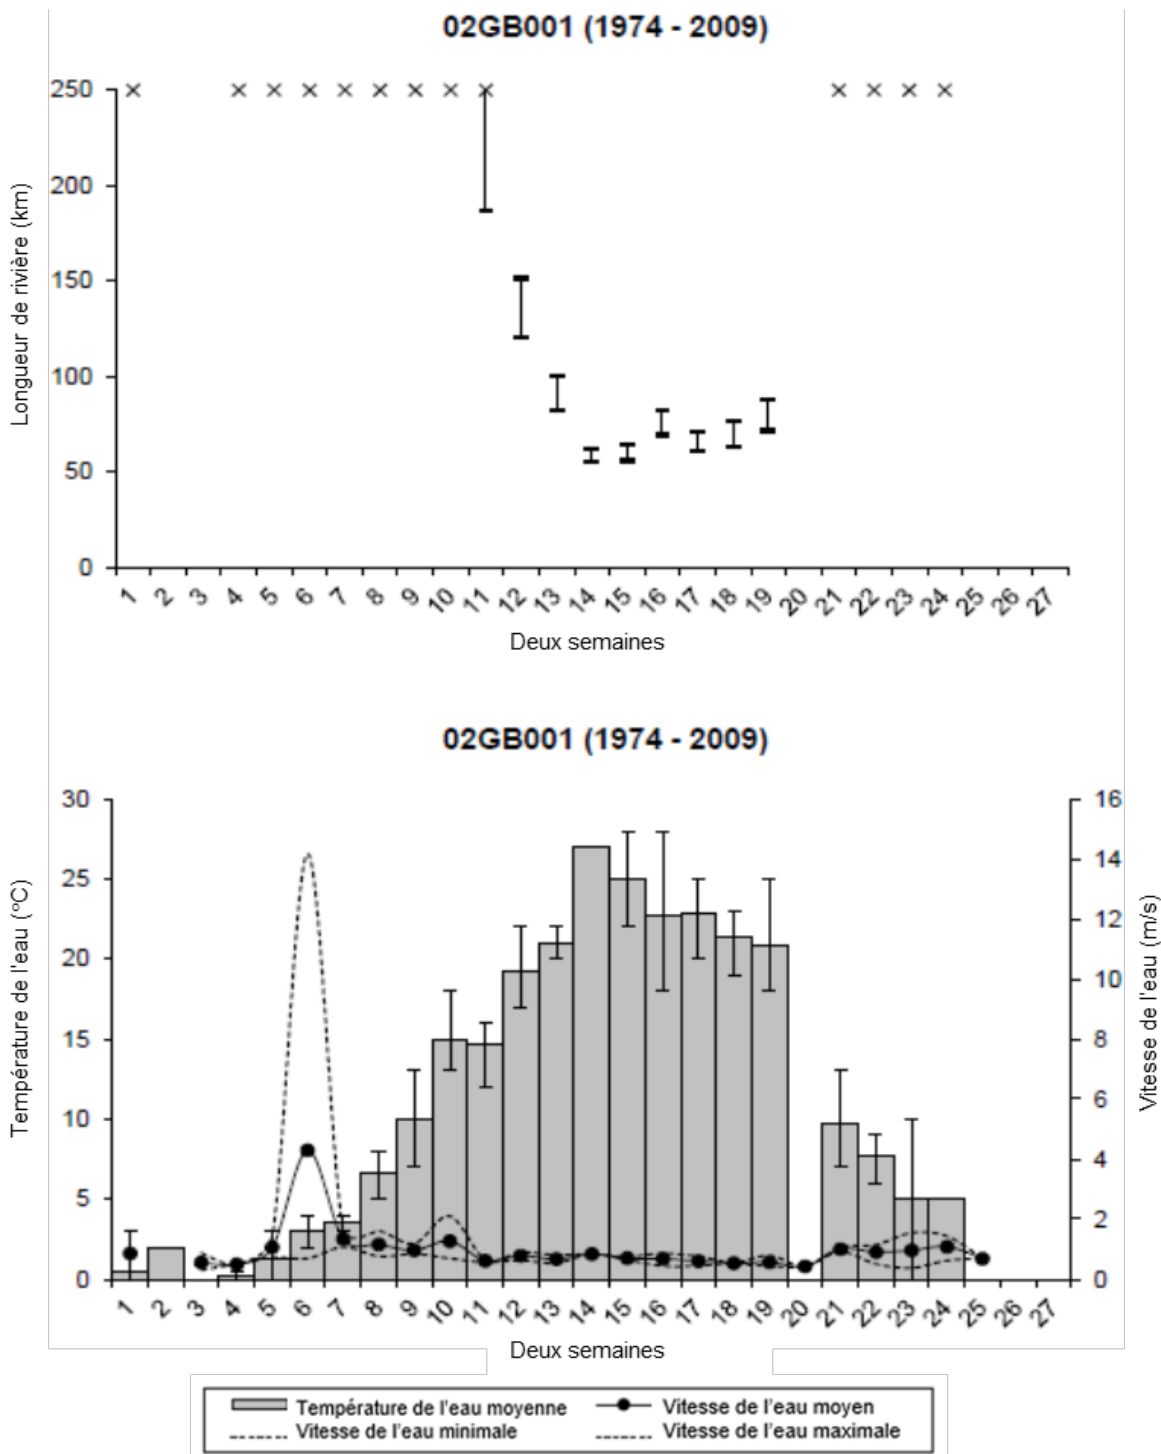 02GB001 (1974 - 2009)
250
200
150
100
50
0
Longueur de rivière (km)
1 2 3 4 5 6 7 8 9 10 11 12 13 14 15 16 17 18 19 20 21 22 23 24 25 26 27
Deux semaines
02GB001 (1974 - 2009)
30
25
20
15
10
5
0
Température de l'eau (°C)
16
14
12
10
8
6
4
2
0
Vitesse de l'eau (m/s)
1 2 3 4 5 6 7 8 9 10 11 12 13 14 15 16 17 18 19 20 21 22 23 24 25 26 27
Deux semaines
Température de l'eau moyenne
Vitesse de l'eau moyen
Vitesse de l'eau minimale
Vitesse de l'eau maximale